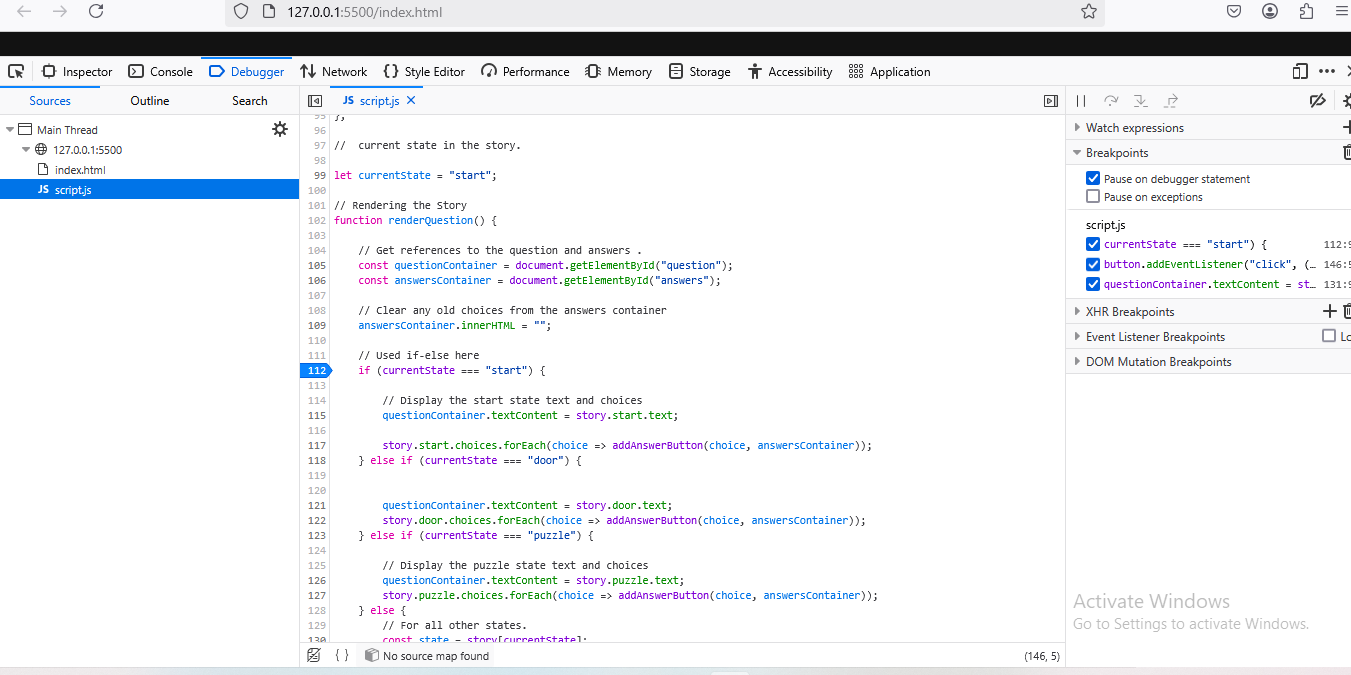 127.0.0.1:5500/index.html
Inspector Console Debugger Network Style Editor Performance Memory Storage Accessibility Application
Sources Outline Search
JS script.js
Main Thread
127.0.0.1:5500
index.html
JS script.js
95 };
96
97 //  current state in the story.
98
99 let currentState = "start";
100
101 // Rendering the Story
102 function renderQuestion() {
103
104     // Get references to the question and answers .
105     const questionContainer = document.getElementById("question");
106     const answersContainer = document.getElementById("answers");
107
108     // Clear any old choices from the answers container
109     answersContainer.innerHTML = "";
110
111     // Used if-else here
112     if (currentState === "start") {
113
114         // Display the start state text and choices
115         questionContainer.textContent = story.start.text;
116
117         story.start.choices.forEach(choice => addAnswerButton(choice, answersContainer));
118     } else if (currentState === "door") {
119
120
121         questionContainer.textContent = story.door.text;
122         story.door.choices.forEach(choice => addAnswerButton(choice, answersContainer));
123     } else if (currentState === "puzzle") {
124
125         // Display the puzzle state text and choices
126         questionContainer.textContent = story.puzzle.text;
127         story.puzzle.choices.forEach(choice => addAnswerButton(choice, answersContainer));
128     } else {
129         // For all other states.
130         const state = story[currentState];
{ } No source map found (146, 5)
Watch expressions
Breakpoints
Pause on debugger statement
Pause on exceptions
script.js
currentState === "start") { 112:9
button.addEventListener("click", (… 146:5
questionContainer.textContent = st… 131:9
XHR Breakpoints
Event Listener Breakpoints
DOM Mutation Breakpoints
Activate Windows
Go to Settings to activate Windows.